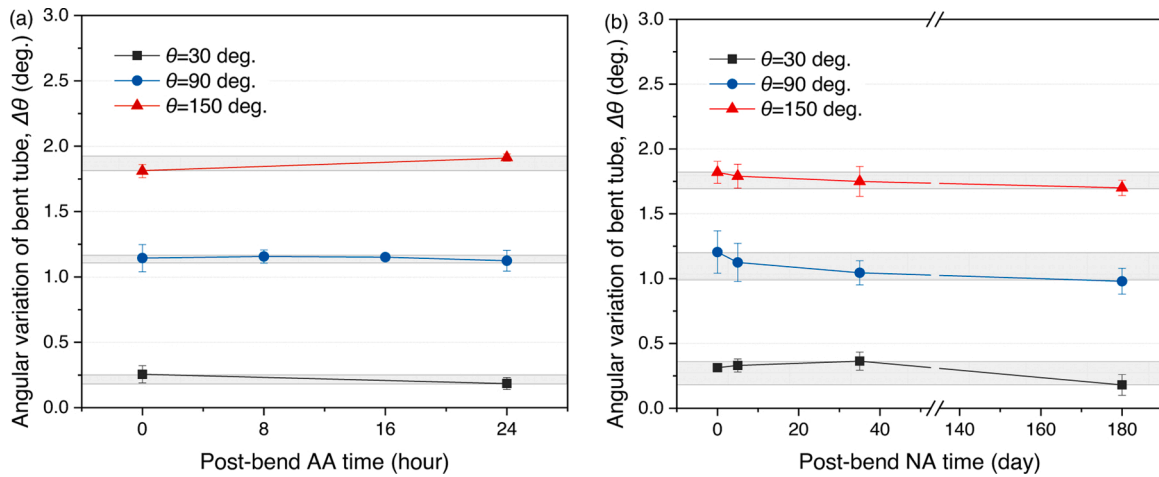 (a)
3.0
2.5
2.0
1.5
1.0
0.5
0.0
Angular variation of bent tube, Δθ (deg.)
θ=30 deg.
θ=90 deg.
θ=150 deg.
0
8
16
24
Post-bend AA time (hour)
(b)
3.0
2.5
2.0
1.5
1.0
0.5
0.0
Angular variation of bent tube, Δθ (deg.)
θ=30 deg.
θ=90 deg.
θ=150 deg.
0
20
40
140
160
180
Post-bend NA time (day)